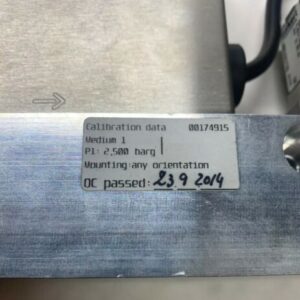 Calibration data 00174915
Medium 1
P1: 2,500 barg
Mounting:any orientation
QC passed: 23 9 2014